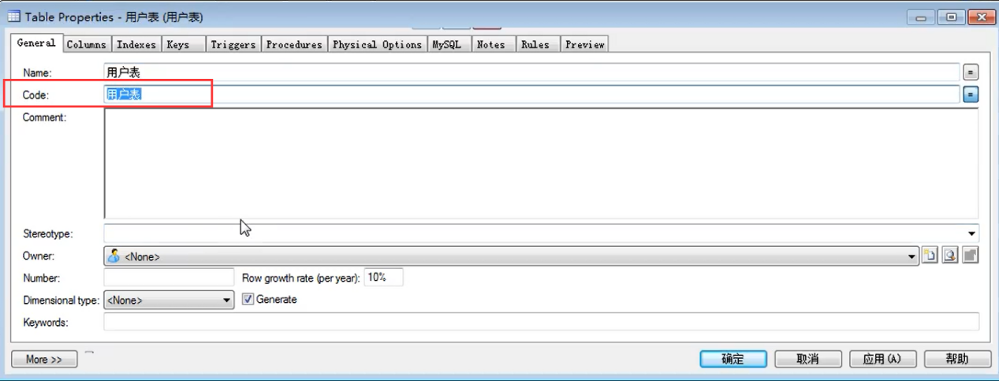 Table Properties - 用户表 (用户表)
General Columns Indexes Keys Triggers Procedures Physical Options MySQL Notes Rules Preview
Name: 用户表 =
Code: 用户表 =
Comment:
Stereotype:
Owner: <None>
Number: Row growth rate (per year): 10%
Dimensional type: <None> Generate
Keywords:
More >> 确定 取消 应用(A) 帮助